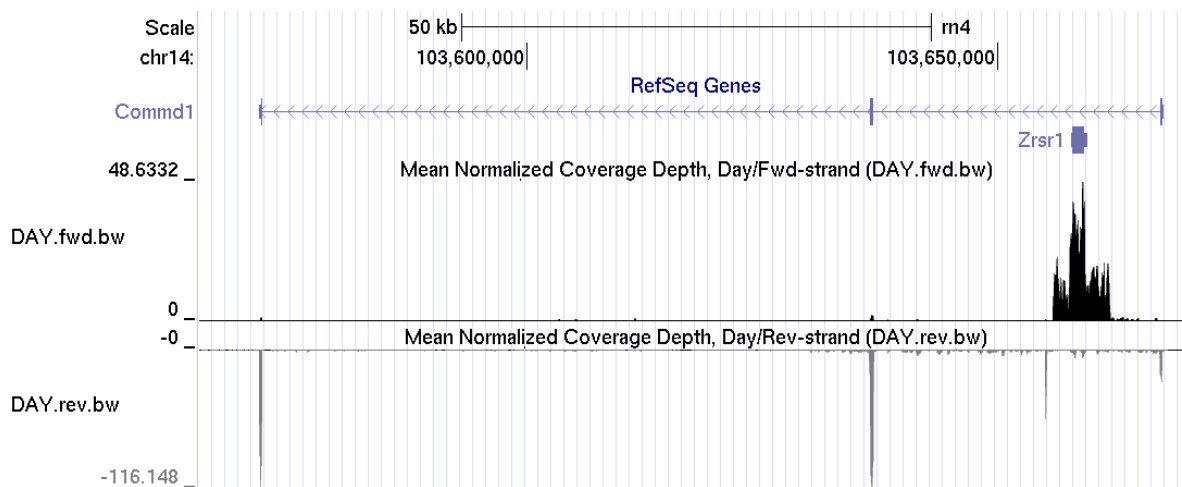 Scale 50 kb rn4
chr14: 103,600,000 103,650,000
RefSeq Genes
Commd1
Zrsr1
48.6332 _ Mean Normalized Coverage Depth, Day/Fwd-strand (DAY.fwd.bw)
DAY.fwd.bw
0 _
-0 _ Mean Normalized Coverage Depth, Day/Rev-strand (DAY.rev.bw)
DAY.rev.bw
-116.148 _